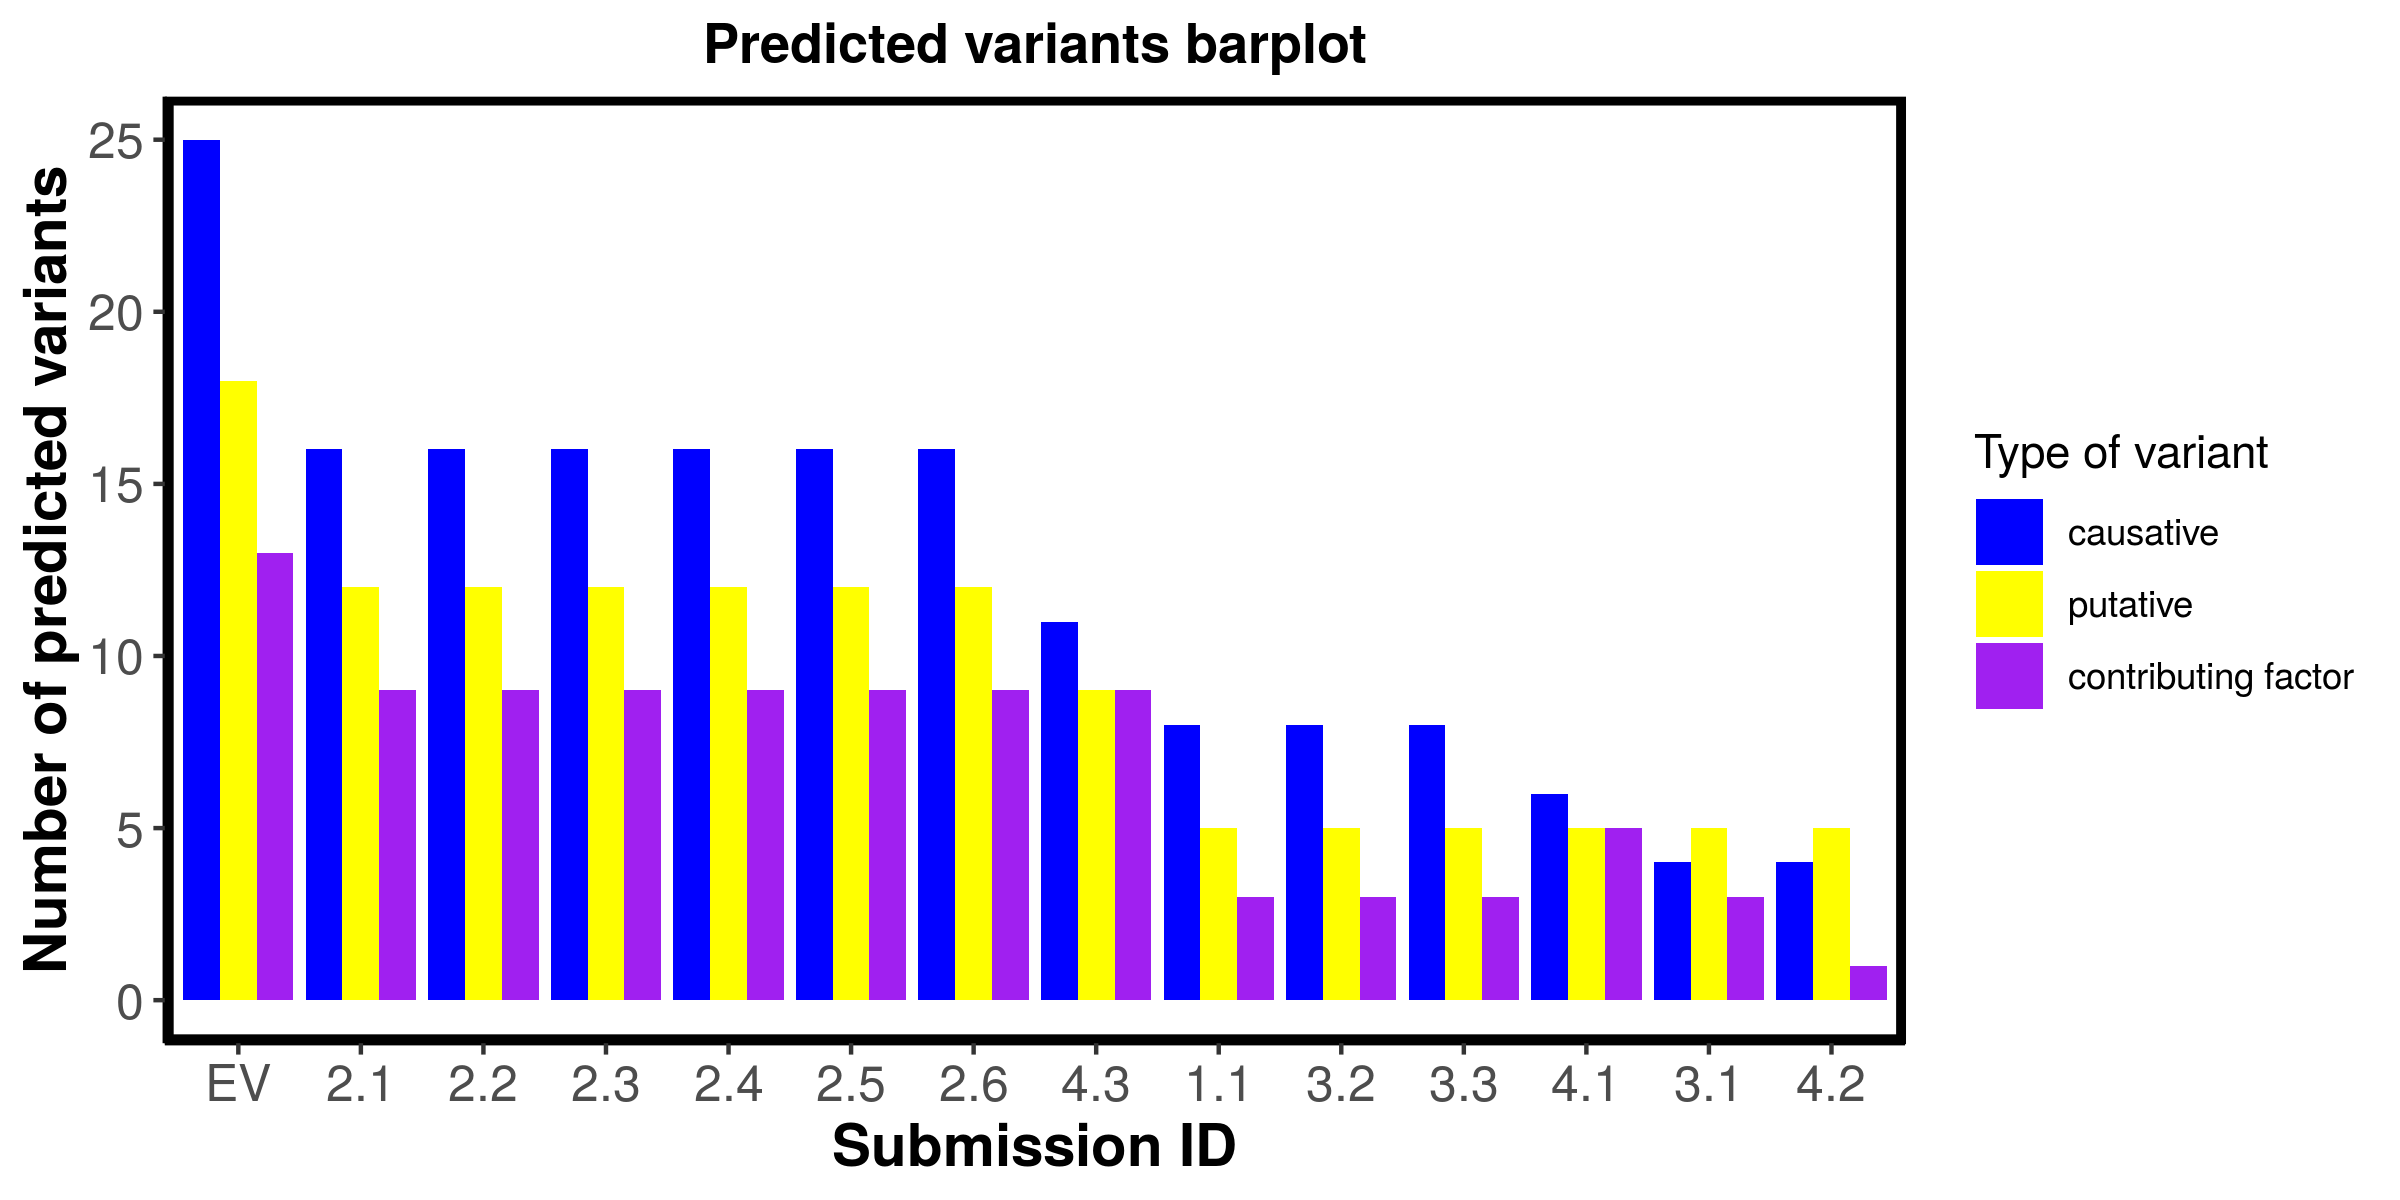 Predicted variants barplot
Number of predicted variants
25
20
15
10
5
0
EV 2.1 2.2 2.3 2.4 2.5 2.6 4.3 1.1 3.2 3.3 4.1 3.1 4.2
Submission ID
Type of variant
causative
putative
contributing factor